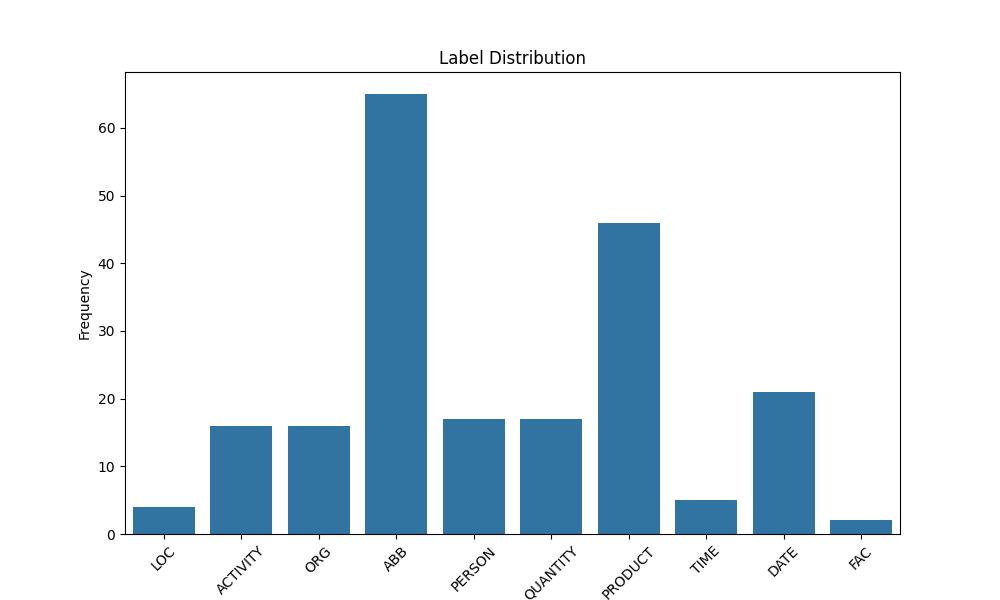 Label Distribution
Frequency
60
50
40
30
20
10
0
LOC
ACTIVITY
ORG
ABB
PERSON
QUANTITY
PRODUCT
TIME
DATE
FAC